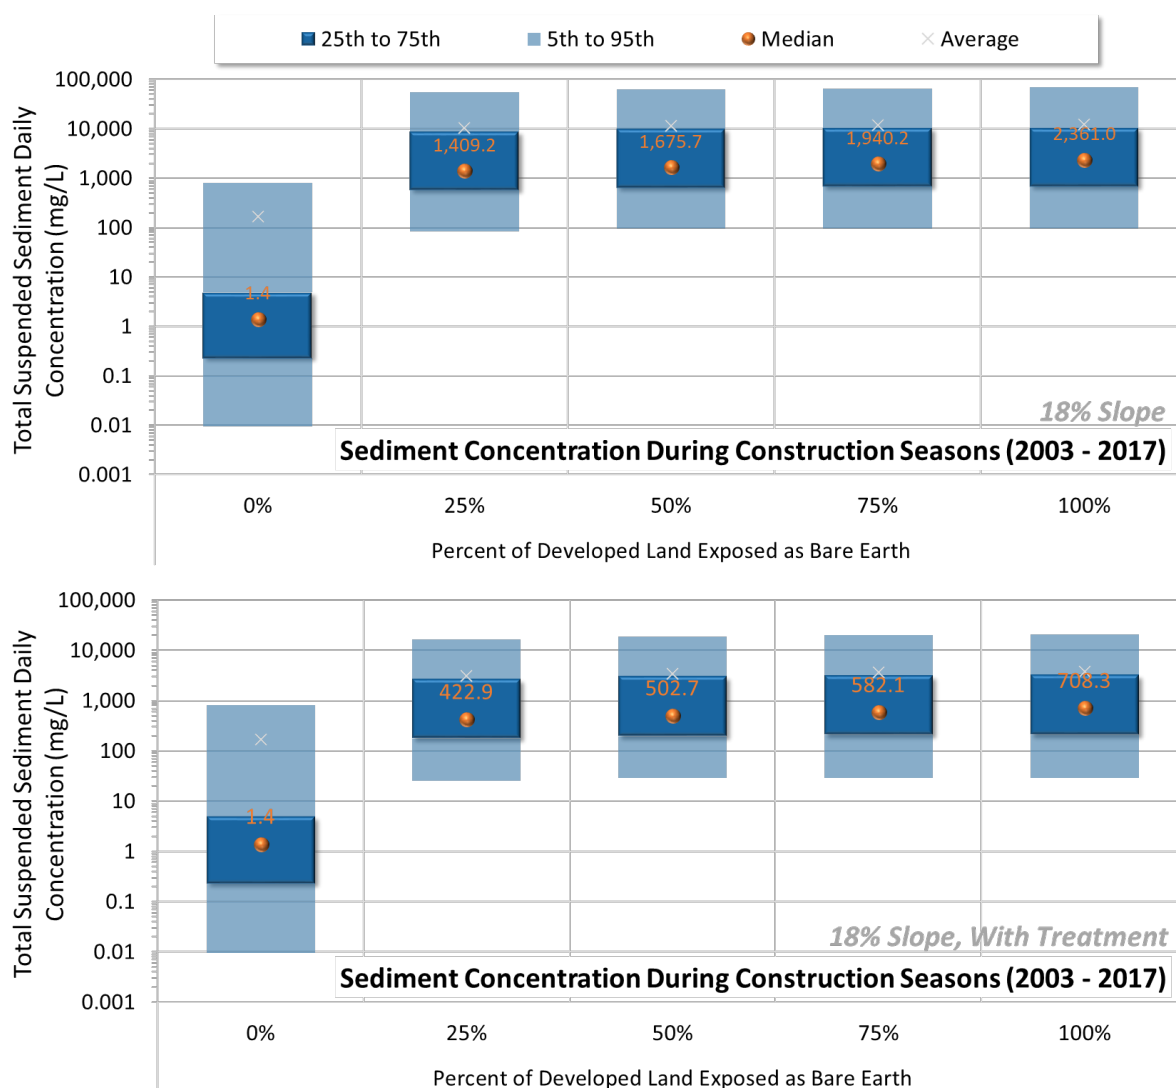 25th to 75th 5th to 95th Median Average
Total Suspended Sediment Daily
Concentration (mg/L)
100,000
10,000
1,000
100
10
1
0.1
0.01
0.001
1.4
1,409.2
1,675.7
1,940.2
2,361.0
18% Slope
Sediment Concentration During Construction Seasons (2003 - 2017)
0% 25% 50% 75% 100%
Percent of Developed Land Exposed as Bare Earth
Total Suspended Sediment Daily
Concentration (mg/L)
100,000
10,000
1,000
100
10
1
0.1
0.01
0.001
1.4
422.9
502.7
582.1
708.3
18% Slope, With Treatment
Sediment Concentration During Construction Seasons (2003 - 2017)
0% 25% 50% 75% 100%
Percent of Developed Land Exposed as Bare Earth